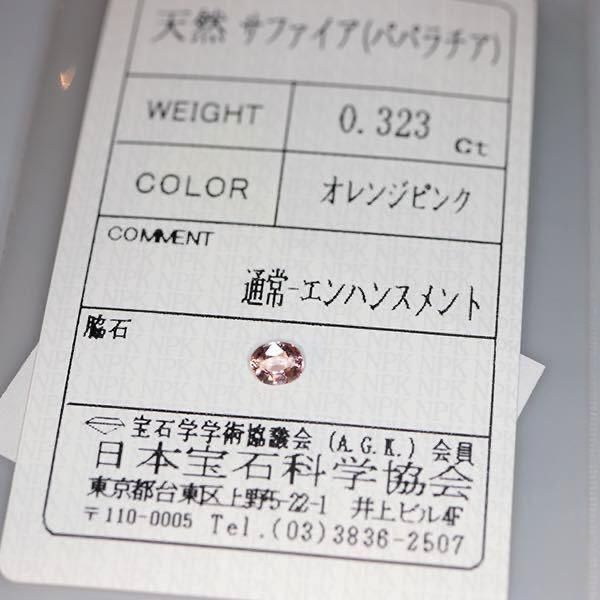 天然 サファイア(パパラチア)
WEIGHT 0.323 ct
COLOR オレンジピンク
COMMENT
通常-エンハンスメント
脇石
宝石学学術協議会 (A.G.K.) 会員
日本宝石科学協会
東京都台東区上野5-22-1 井上ビル4F
〒110-0005 Tel.(03)3836-2507